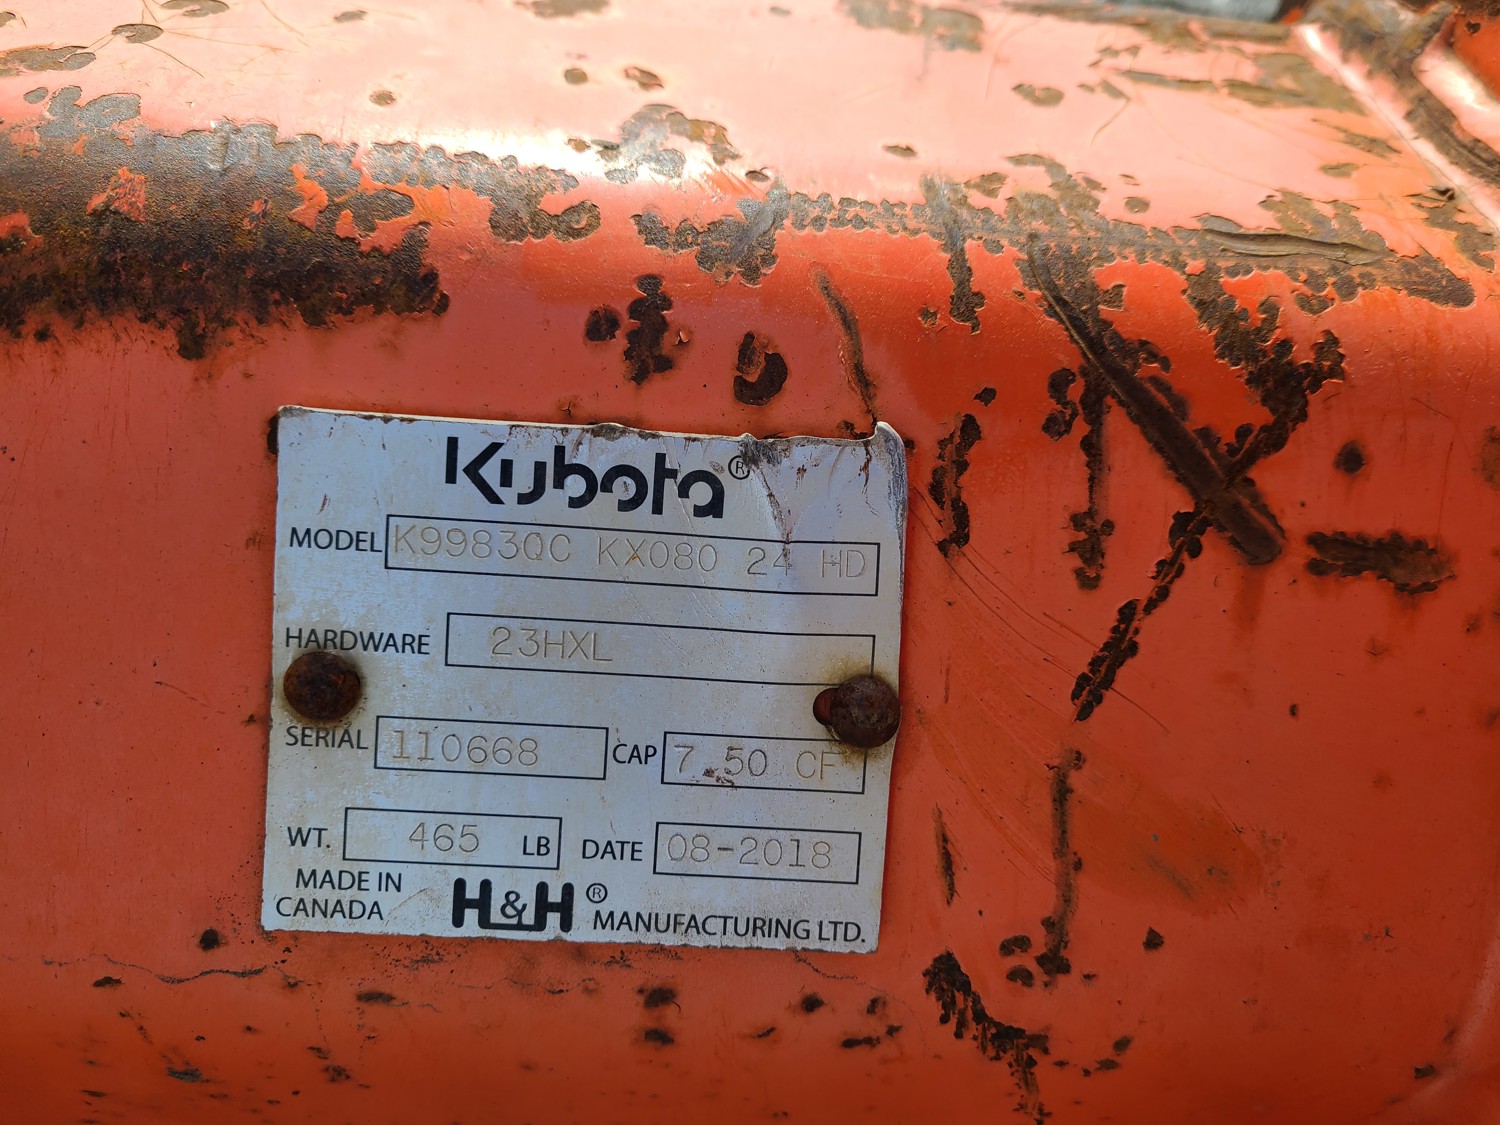 Kubota®
MODEL K9983QC KX080 24 HD
HARDWARE 23HXL
SERIAL 110668 CAP 7.50 CF
WT. 465 LB DATE 08-2018
MADE IN CANADA H&H® MANUFACTURING LTD.